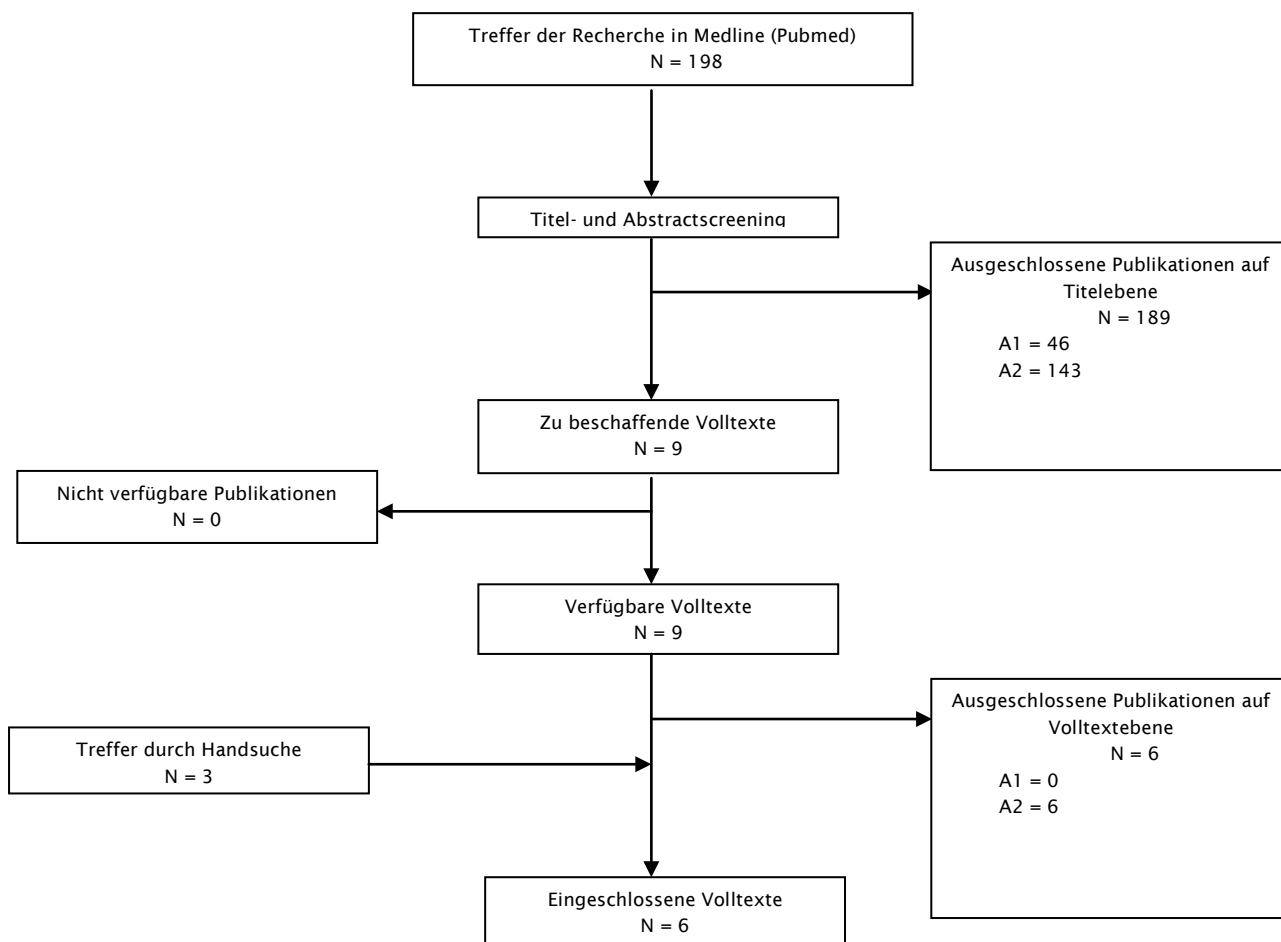 Treffer der Recherche in Medline (Pubmed)
N = 198
Titel- und Abstractscreening
Ausgeschlossene Publikationen auf
Titelebene
N = 189
A1 = 46
A2 = 143
Zu beschaffende Volltexte
N = 9
Nicht verfügbare Publikationen
N = 0
Verfügbare Volltexte
N = 9
Ausgeschlossene Publikationen auf
Volltextebene
N = 6
A1 = 0
A2 = 6
Treffer durch Handsuche
N = 3
Eingeschlossene Volltexte
N = 6